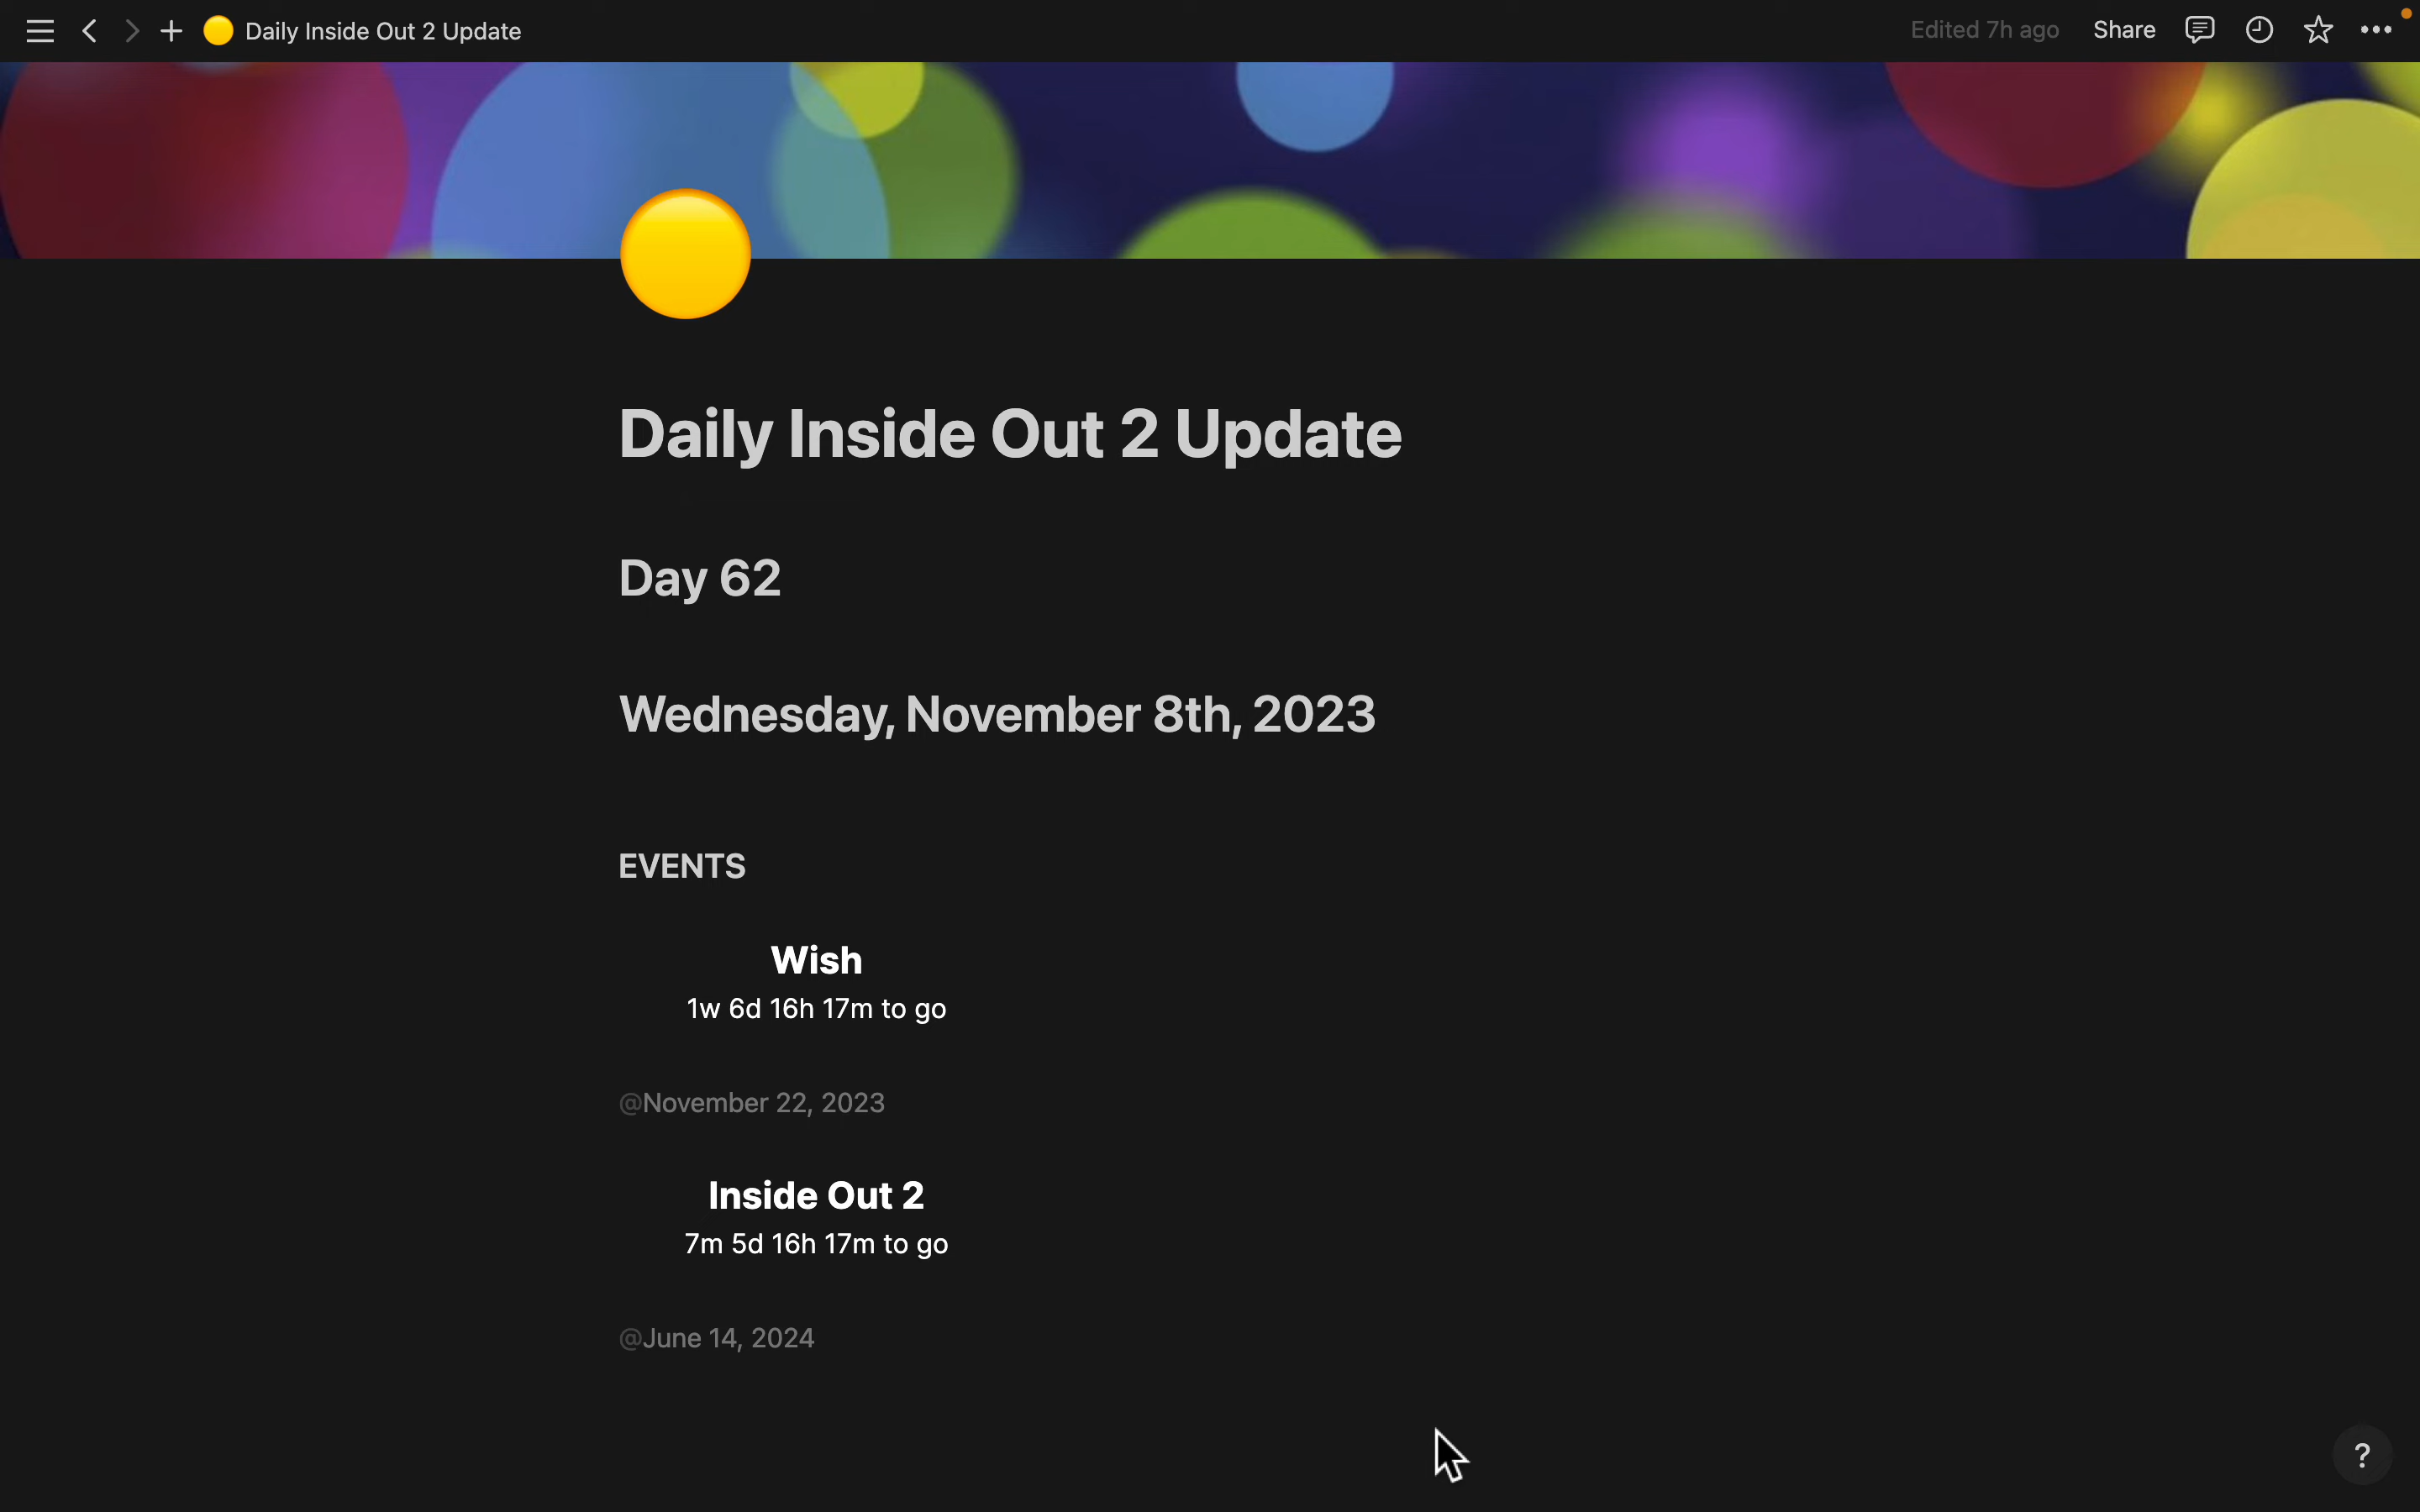 Daily Inside Out 2 Update
Edited 7h ago
Share
Daily Inside Out 2 Update
Day 62
Wednesday, November 8th, 2023
EVENTS
Wish
1w 6d 16h 17m to go
@November 22, 2023
Inside Out 2
7m 5d 16h 17m to go
@June 14, 2024
?